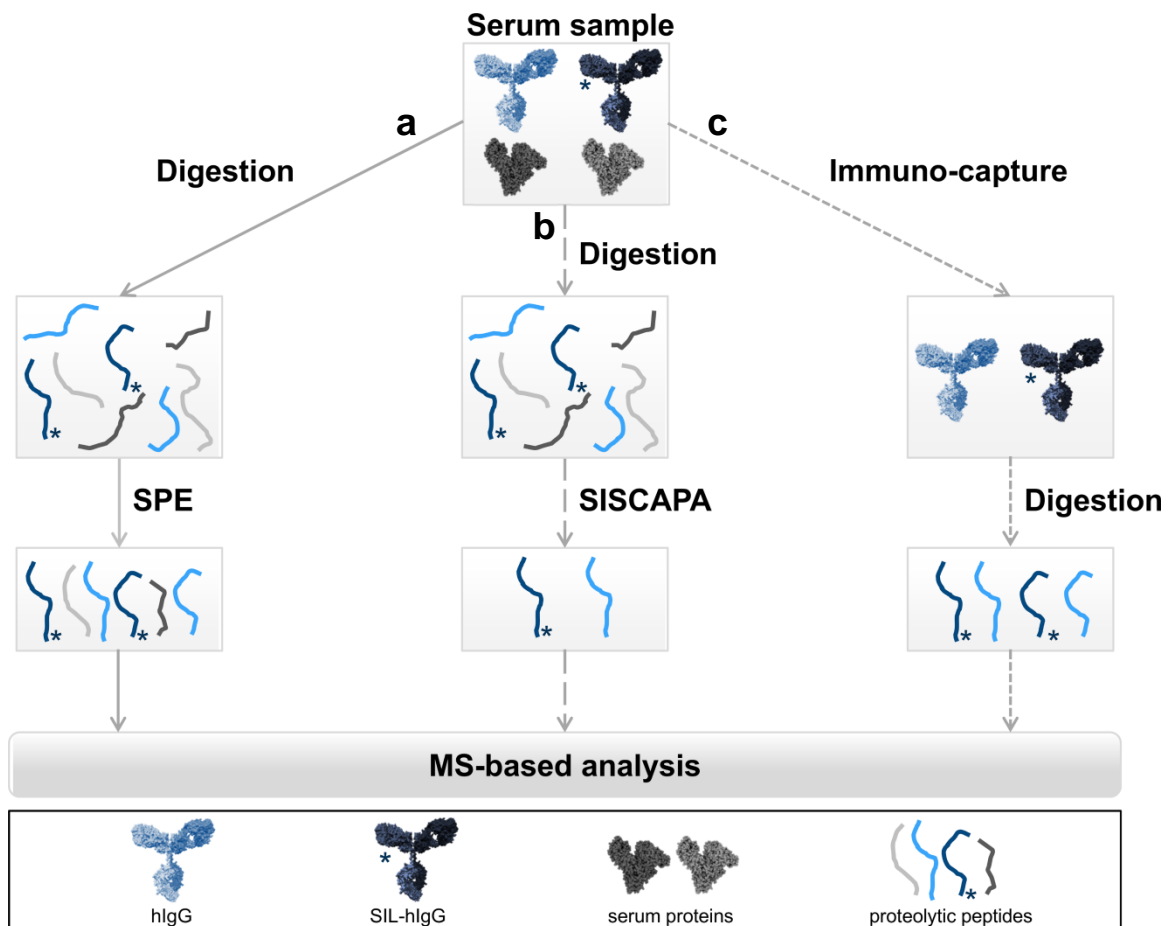 Serum sample
*
a
c
Digestion
Immuno-capture
b
Digestion
*
*
*
*
*
SPE
SISCAPA
Digestion
*
*
*
*
*
MS-based analysis
*
*
hIgG
SIL-hIgG
serum proteins
proteolytic peptides